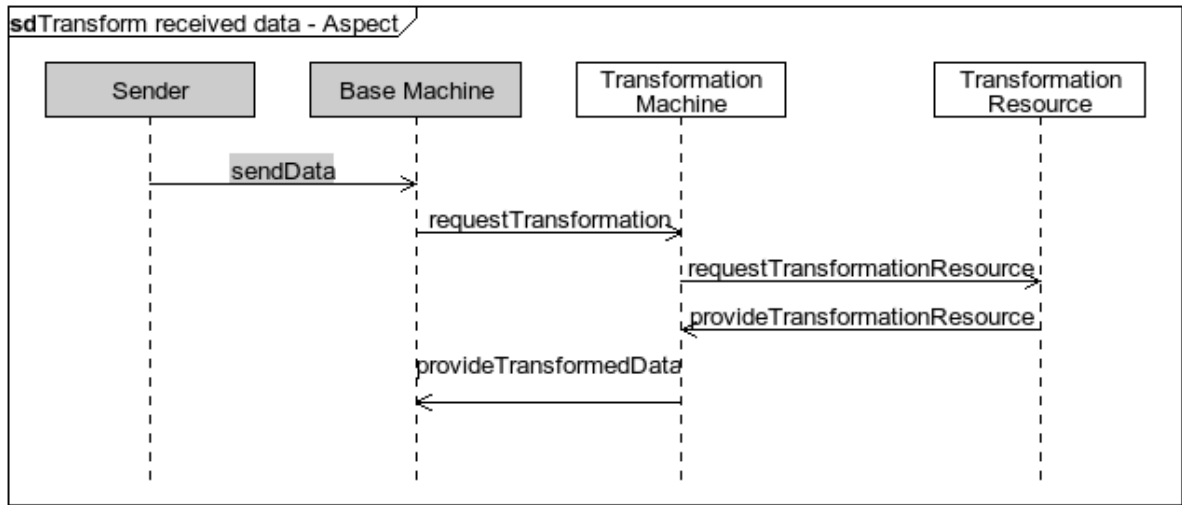 sdTransform received data - Aspect
Sender
Base Machine
Transformation
Machine
Transformation
Resource
sendData
requestTransformation
requestTransformationResource
provideTransformationResource
provideTransformedData